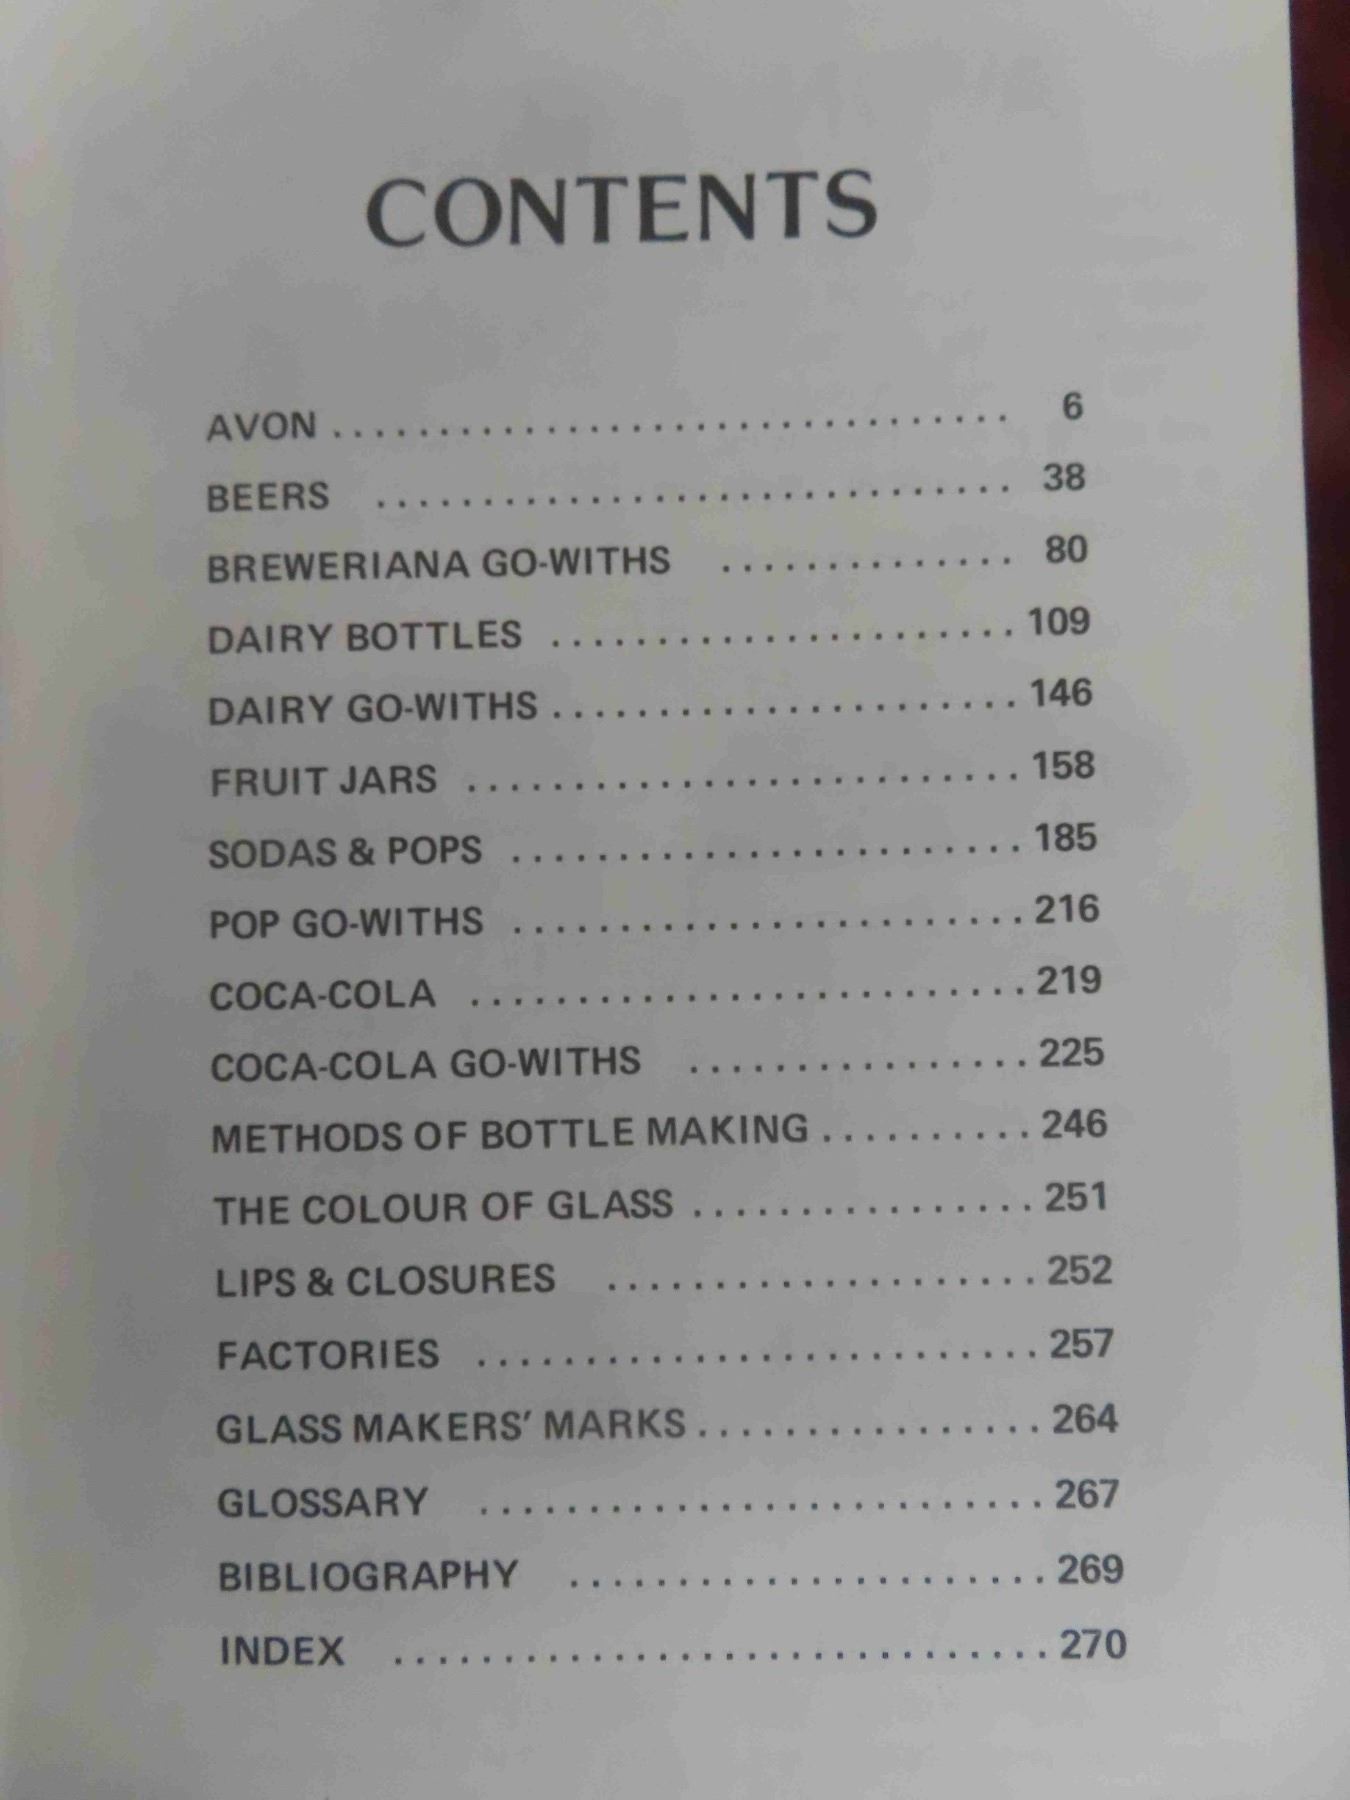 CONTENTS
AVON ................................ 6
BEERS .............................. 38
BREWERIANA GO-WITHS .............. 80
DAIRY BOTTLES ...................... 109
DAIRY GO-WITHS ...................... 146
FRUIT JARS .......................... 158
SODAS & POPS ........................ 185
POP GO-WITHS ........................ 216
COCA-COLA .......................... 219
COCA-COLA GO-WITHS ................ 225
METHODS OF BOTTLE MAKING .......... 246
THE COLOUR OF GLASS ................ 251
LIPS & CLOSURES .................... 252
FACTORIES .......................... 257
GLASS MAKERS' MARKS ................ 264
GLOSSARY ........................... 267
BIBLIOGRAPHY ....................... 269
INDEX ............................... 270